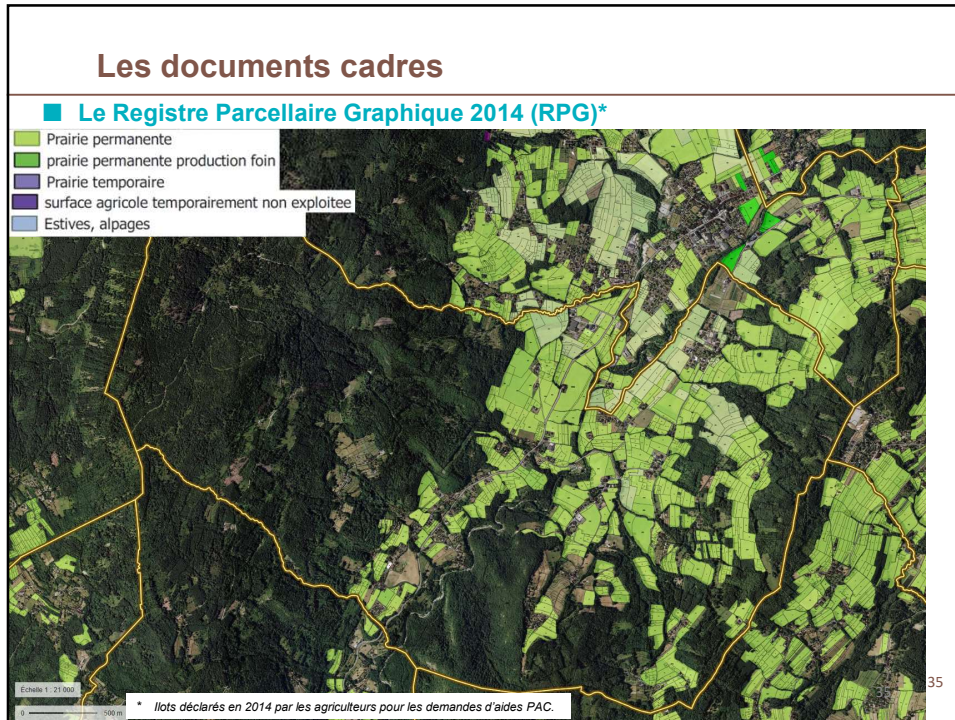 Les documents cadres
■ Le Registre Parcellaire Graphique 2014 (RPG)*
Prairie permanente
prairie permanente production foin
Prairie temporaire
surface agricole temporairement non exploitee
Estives, alpages
Échelle 1 : 21 000
0 500 m
* Ilots déclarés en 2014 par les agriculteurs pour les demandes d'aides PAC.
35
35